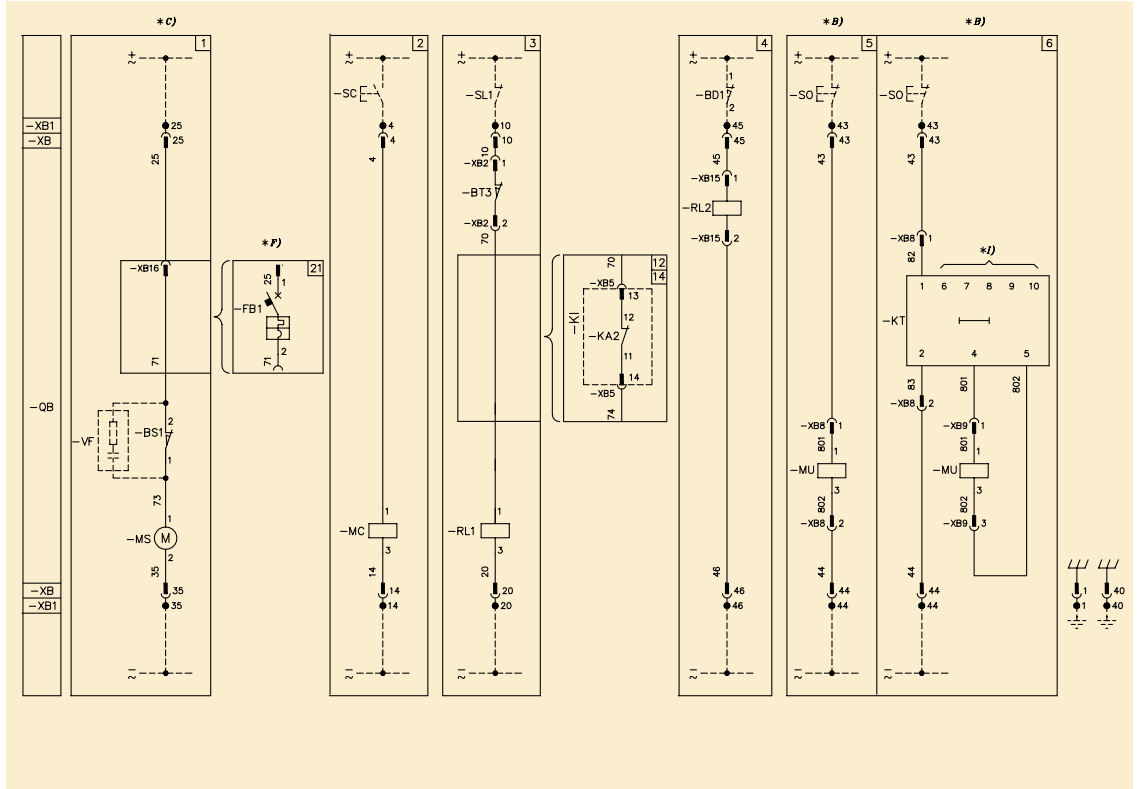 *C) *B) *B)
1 2 3 4 5 6
+ ~ + ~ + ~ + ~ + ~ + ~
1
-SC -SL1 -BD1 -SO -SO
2
-XB1 25 4 10 45 43 43
-XB 25 4 10 45 43 43
25 4 10 45 43 43
-XB2 1
-XB15 1
-BT3
-RL2
-XB2 2
70
-XB15 2
-XB8 1
82
*F)
*I)
-XB16
21
25
1
-FB1
2
71
71
12
14
70
-XB5 13
-KI
12
-KA2
11
14
-XB5
74
1 6 7 8 9 10
-KT
2 4 5
83 801 802
-XB8 2
-QB
-VF
2
-BS1
1
-XB8 1
801
1
-MU
3
802
-XB8 2
-XB9 1
801
1
-MU
3
802
-XB9 3
73
1
-MS M
2
35
1
-MC
3
14
1
-RL1
3
20
46 44 44
-XB 35 14 20 46 44 44 1 40
-XB1 35 14 20 46 44 44 1 40
− ~ − ~ − ~ − ~ − ~ − ~